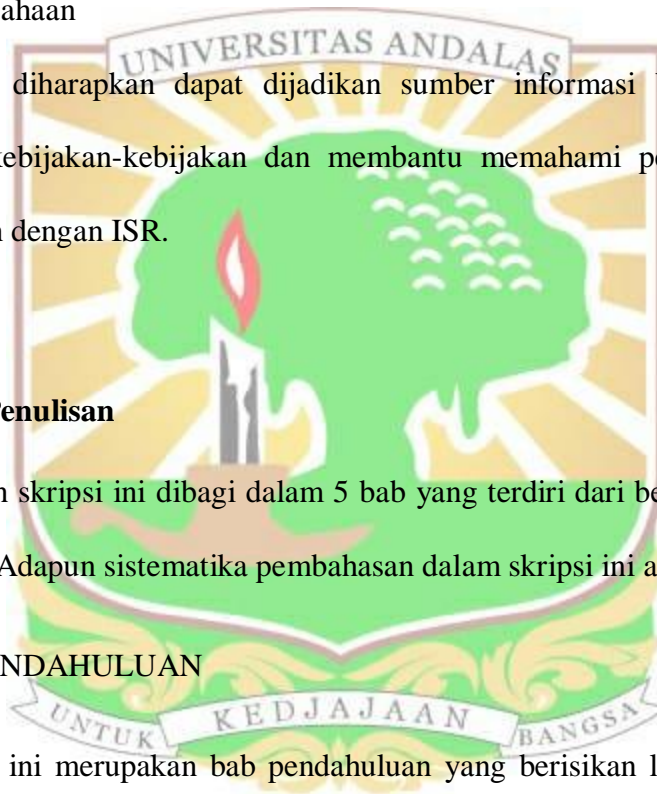 ahaan
UNIVERSITAS ANDALAS
diharapkan dapat dijadikan sumber informasi
kebijakan-kebijakan dan membantu memahami
dengan ISR.
Penulisan
skripsi ini dibagi dalam 5 bab yang terdiri dari
Adapun sistematika pembahasan dalam skripsi ini
NDAHULUAN
UNTUK KEDJAJAAN BANGSA
ini merupakan bab pendahuluan yang berisikan